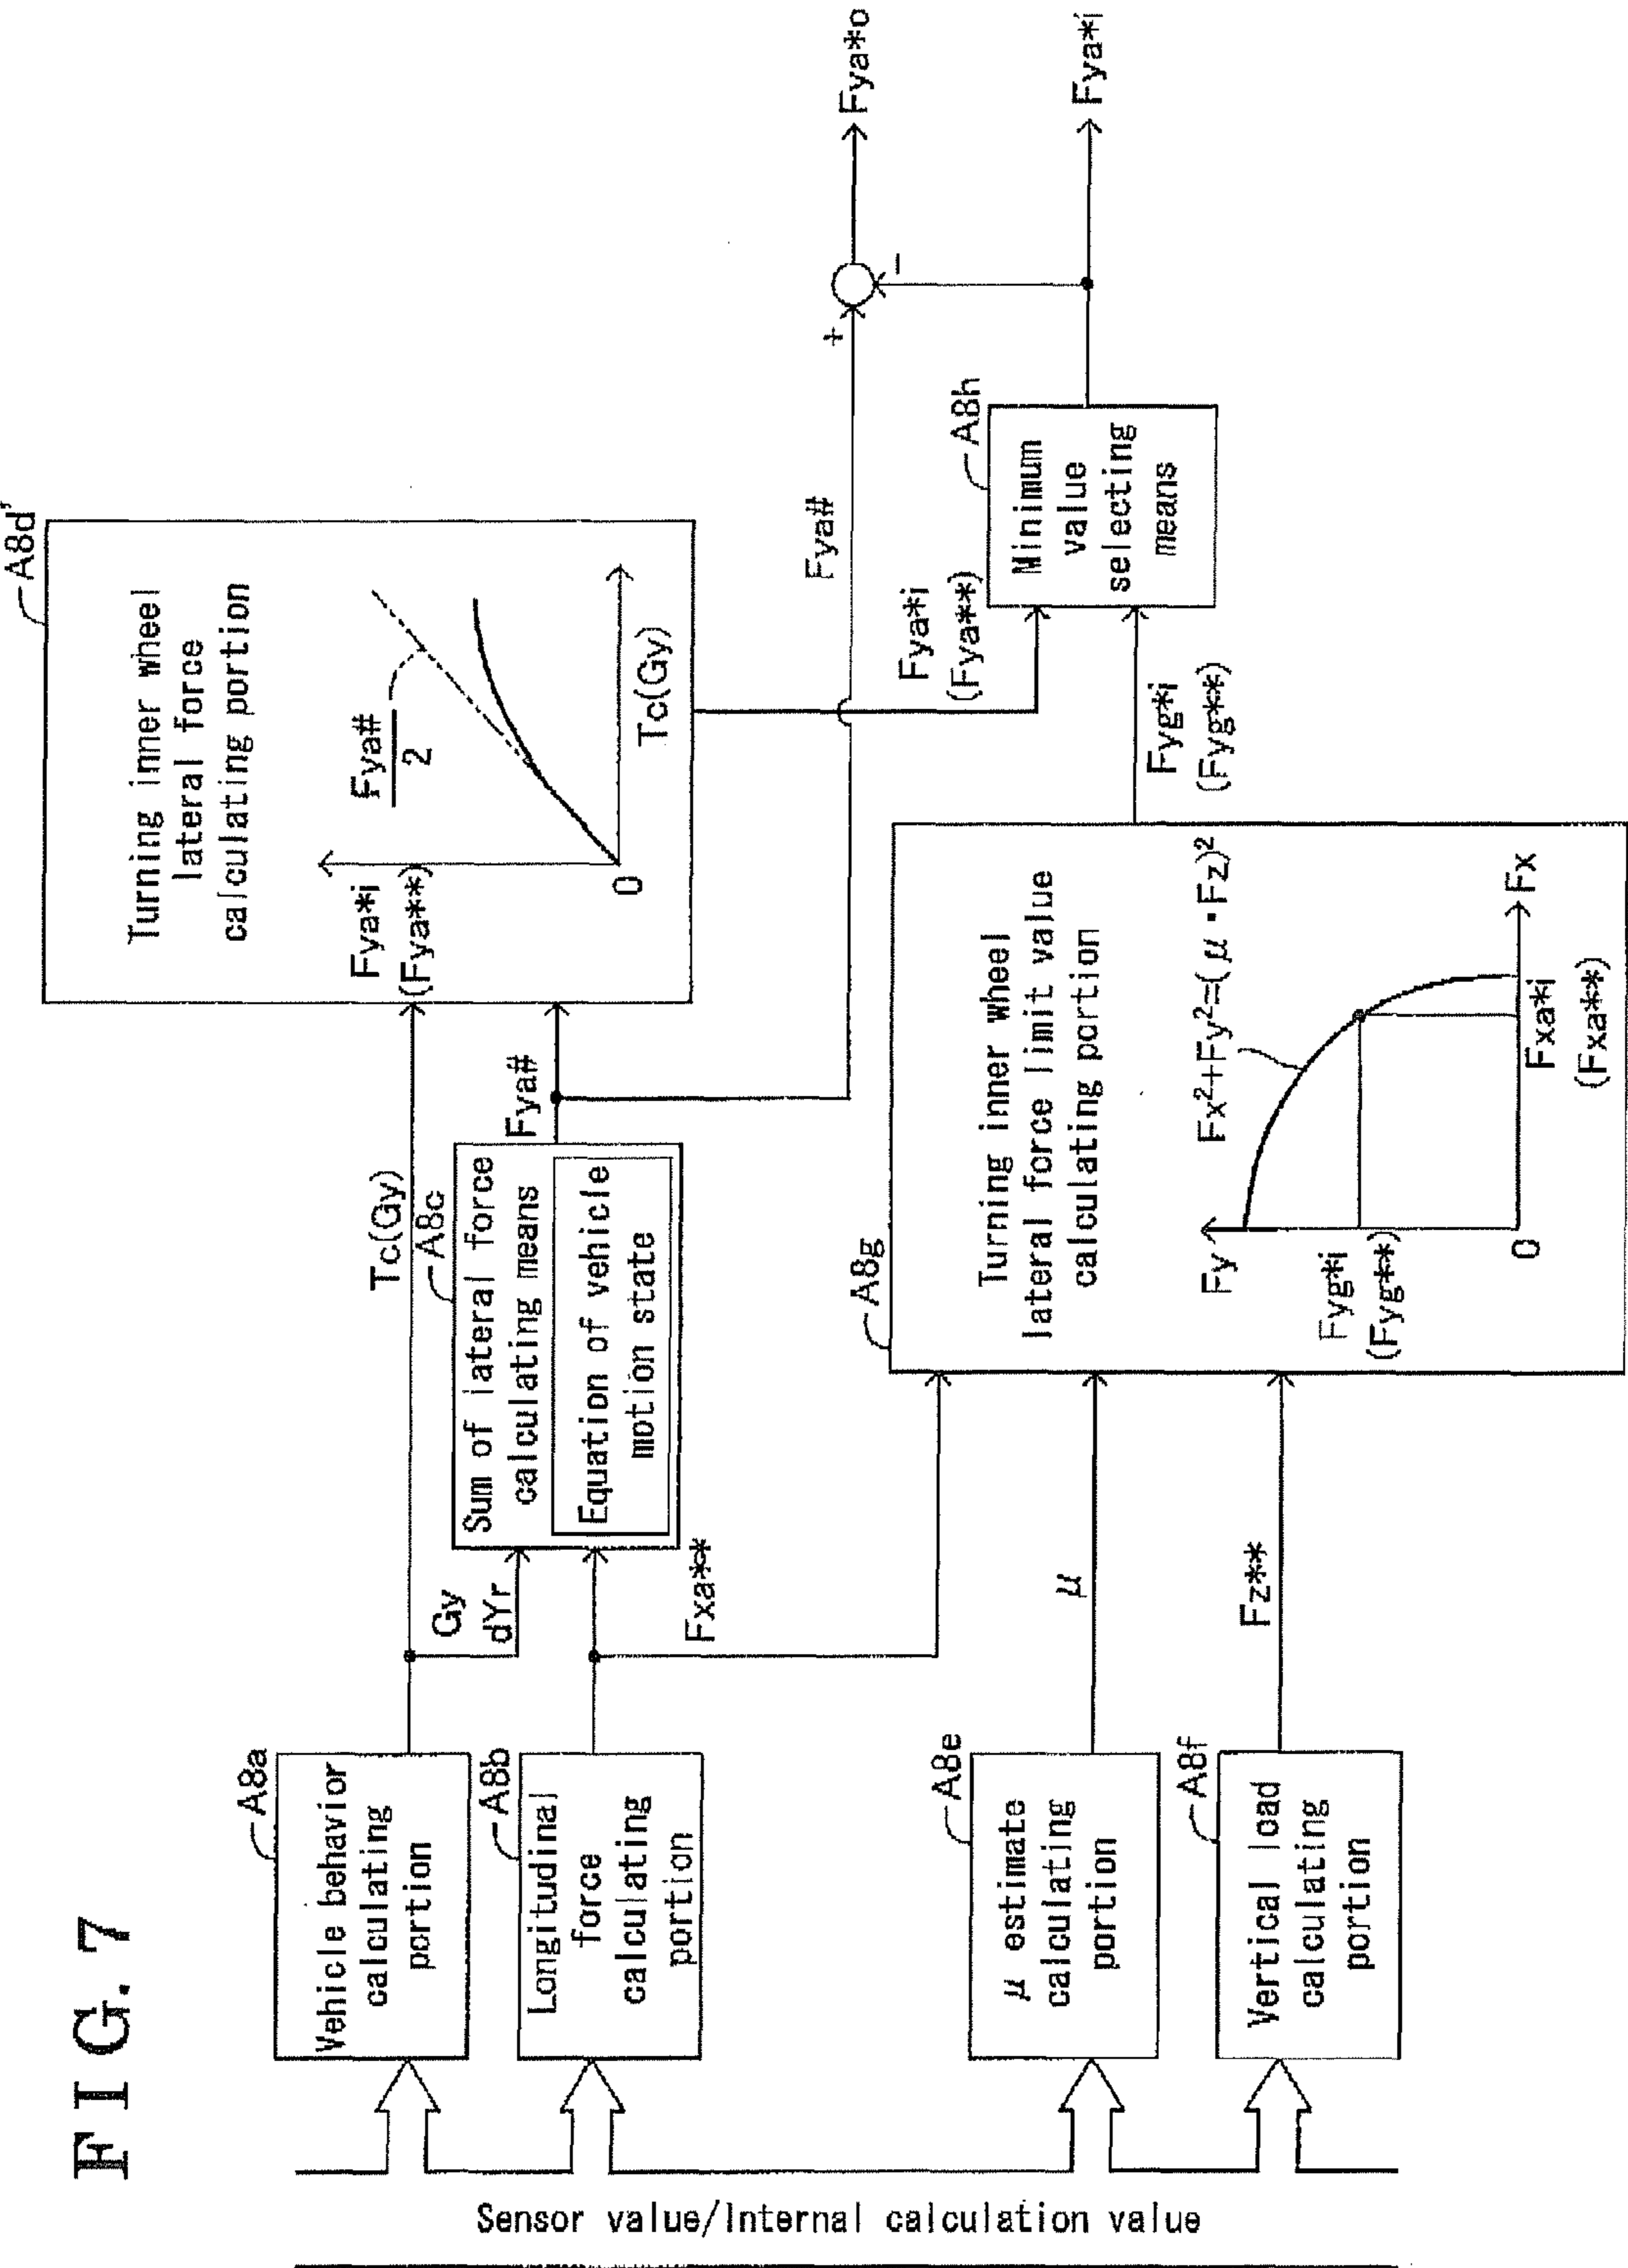 FIG. 7
Sensor value/Internal calculation value
A8a
Vehicle behavior
calculating
portion
A8b
Longitudinal
force
calculating
portion
A8e
μ estimate
calculating
portion
A8f
Vertical load
calculating
portion
Tc(Gy)
Gy
dYr
Fxa**
μ
Fz**
A8c
Sum of lateral force
calculating means
Equation of vehicle
motion state
Fya#
A8d'
Turning inner wheel
lateral force
calculating portion
Fya*i
(Fya**)
Fya#
2
0
Tc(Gy)
A8g
Turning inner wheel
lateral force limit value
calculating portion
Fx²+Fy²=(μ・Fz)²
Fy
Fyg*i
(Fyg**)
0
Fx
Fxa*i
(Fxa**)
Fya#
Fya*i
(Fya**)
Fyg*i
(Fyg**)
A8h
Minimum
value
selecting
means
+
−
Fya*o
Fya*i